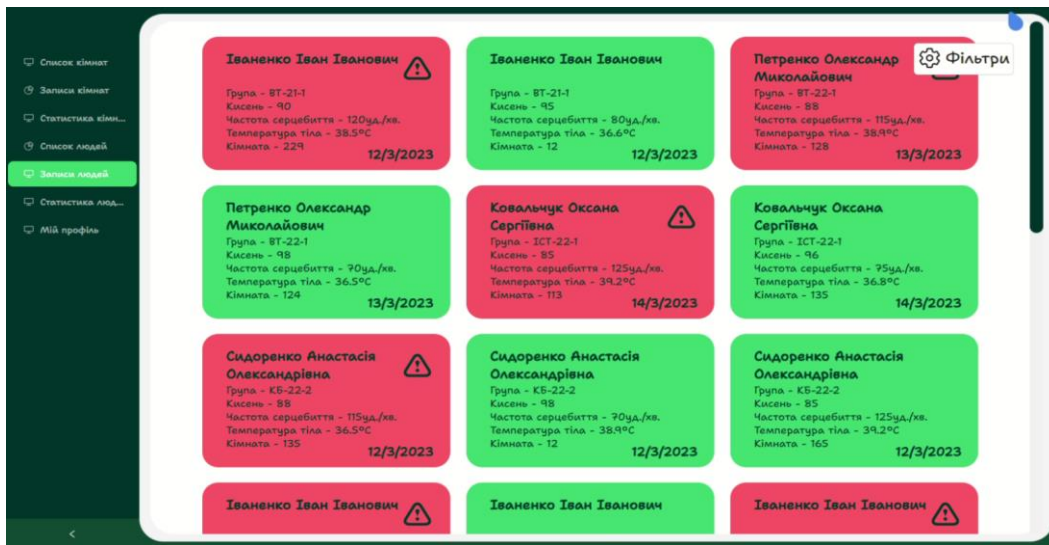 Список кімнат
Записи кімнат
Статистика кімн...
Список людей
Записи людей
Статистика люд...
Мій профіль
Фільтри
Іваненко Іван Іванович
Група - ВТ-21-1
Кисень - 90
Частота серцебиття - 120уд./хв.
Температура тіла - 38.5°C
Кімната - 229
12/3/2023
Іваненко Іван Іванович
Група - ВТ-21-1
Кисень - 95
Частота серцебиття - 80уд./хв.
Температура тіла - 36.6°C
Кімната - 12
12/3/2023
Петренко Олександр
Миколайович
Група - ВТ-22-1
Кисень - 88
Частота серцебиття - 115уд./хв.
Температура тіла - 38.9°C
Кімната - 128
13/3/2023
Петренко Олександр
Миколайович
Група - ВТ-22-1
Кисень - 98
Частота серцебиття - 70уд./хв.
Температура тіла - 36.5°C
Кімната - 124
13/3/2023
Ковальчук Оксана
Сергіївна
Група - ІСТ-22-1
Кисень - 85
Частота серцебиття - 125уд./хв.
Температура тіла - 39.2°C
Кімната - 113
14/3/2023
Ковальчук Оксана
Сергіївна
Група - ІСТ-22-1
Кисень - 96
Частота серцебиття - 75уд./хв.
Температура тіла - 36.8°C
Кімната - 135
14/3/2023
Сидоренко Анастасія
Олександрівна
Група - КБ-22-2
Кисень - 88
Частота серцебиття - 115уд./хв.
Температура тіла - 36.5°C
Кімната - 135
12/3/2023
Сидоренко Анастасія
Олександрівна
Група - КБ-22-2
Кисень - 98
Частота серцебиття - 70уд./хв.
Температура тіла - 38.9°C
Кімната - 12
12/3/2023
Сидоренко Анастасія
Олександрівна
Група - КБ-22-2
Кисень - 85
Частота серцебиття - 125уд./хв.
Температура тіла - 39.2°C
Кімната - 165
12/3/2023
Іваненко Іван Іванович
Іваненко Іван Іванович
Іваненко Іван Іванович